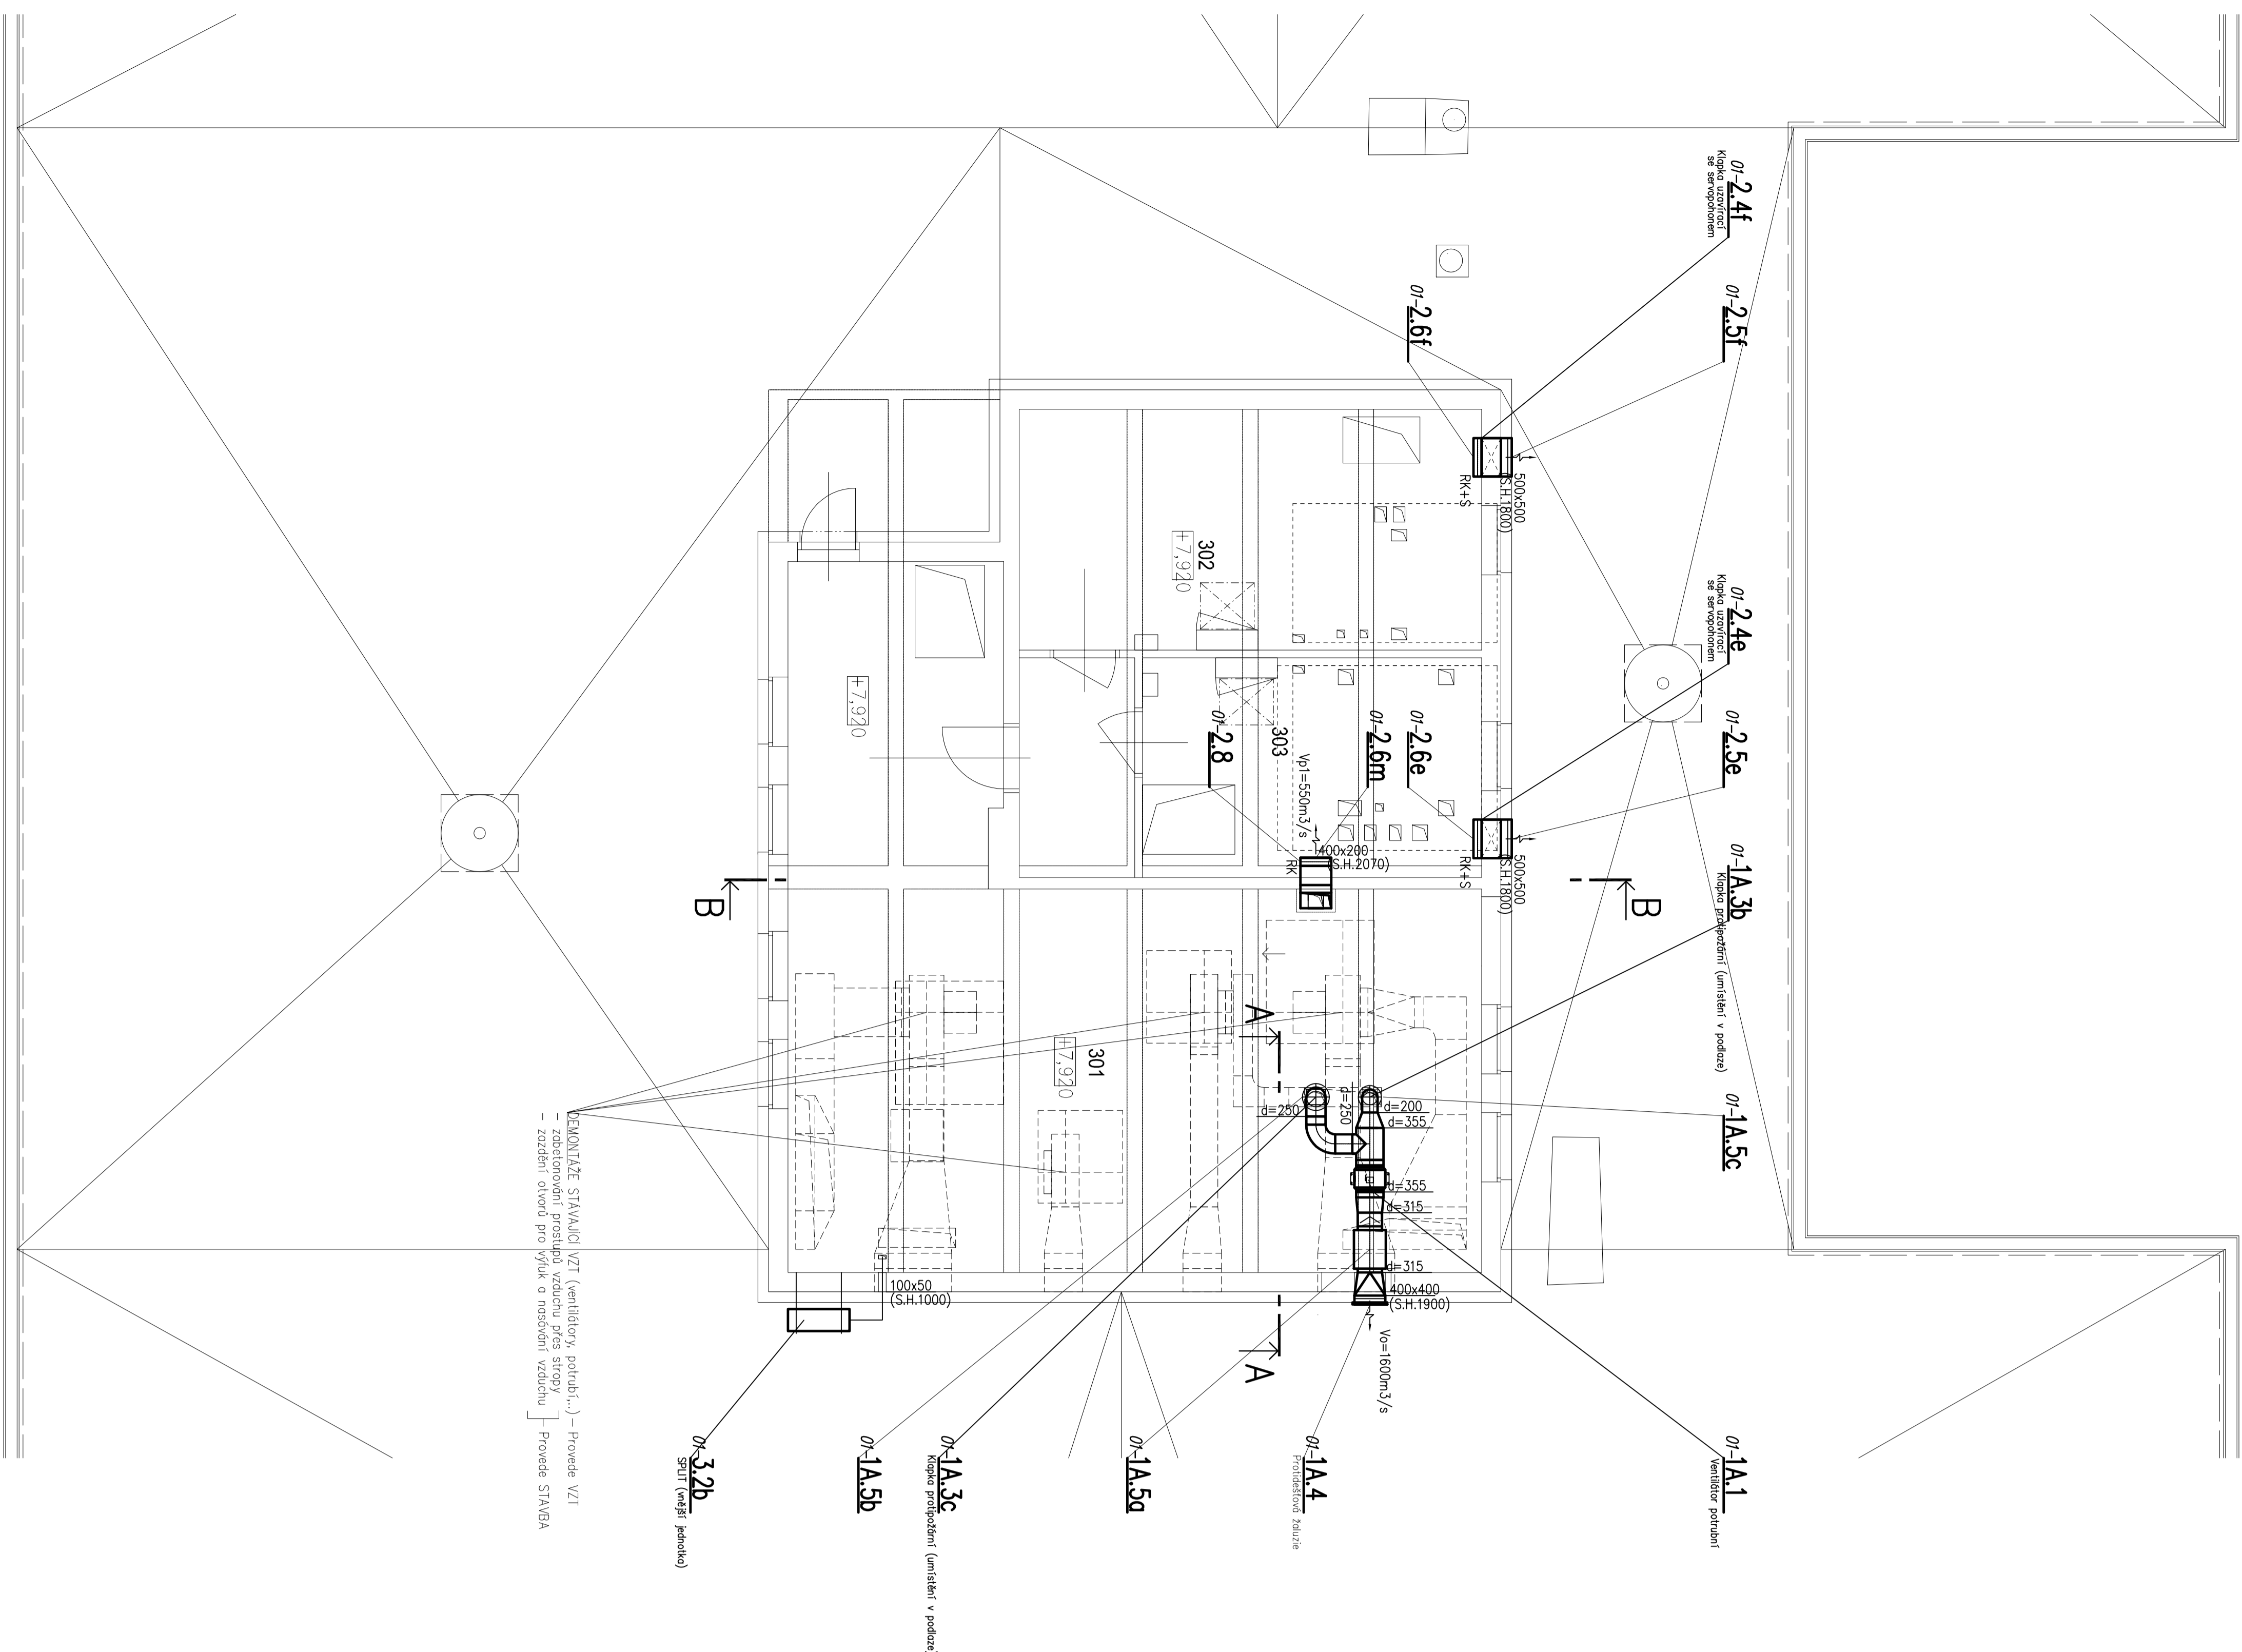 01-2.4f
Klapka uzavírací
se servopohonem
01-2.5f
01-2.6f
500x500
(S.H.1800)
RK+S
01-2.4e
Klapka uzavírací
se servopohonem
01-2.5e
01-2.6e
01-2.6m
01-2.8
500x500
(S.H.1800)
RK+S
302
+7,920
303
Vp1=550m3/s
400x200
(S.H.2070)
RK
+7,920
B
B
01-1A.3b
Klapka protipožární (umístění v podlaze)
01-1A.5c
A
A
301
+7,920
d=250
d=250
d=200
d=355
d=355
d=315
d=315
400x400
(S.H.1900)
Vo=1600m3/s
100x50
(S.H.1000)
01-1A.1
Ventilátor potrubní
01-1A.4
Protidešťová žaluzie
01-1A.5a
01-1A.3c
Klapka protipožární (umístění v podlaze)
01-1A.5b
01-3.2b
SPLIT (vnější jednotka)
DEMONTÁŽE STÁVAJÍCÍ VZT (ventilátory, potrubí,..) – Provede VZT
– zabetonování prostupů vzduchu přes stropy
– zazdění otvorů pro výfuk a nasávání vzduchu
– Provede STAVBA